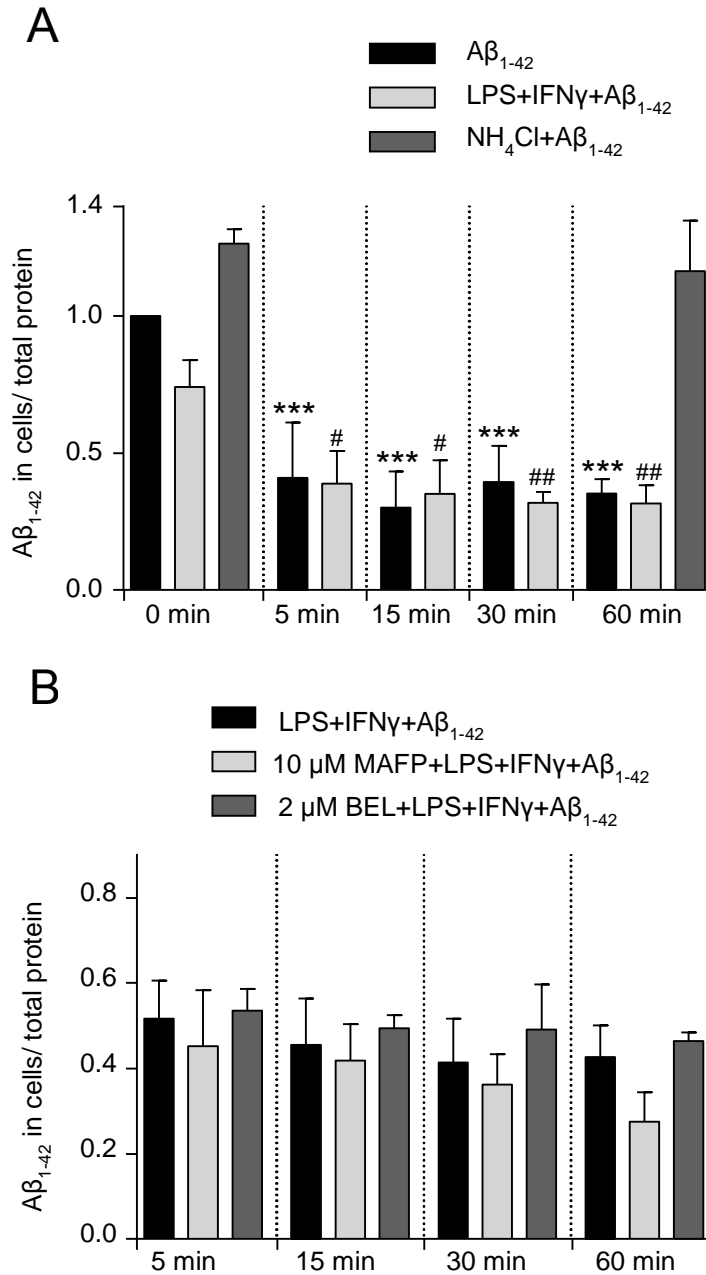 A
Aβ₁₋₄₂
LPS+IFNγ+Aβ₁₋₄₂
NH₄Cl+Aβ₁₋₄₂
Aβ₁₋₄₂ in cells/ total protein
1.4
1.0
0.5
0.0
*** # *** # *** ## *** ##
0 min 5 min 15 min 30 min 60 min
B
LPS+IFNγ+Aβ₁₋₄₂
10 µM MAFP+LPS+IFNγ+Aβ₁₋₄₂
2 µM BEL+LPS+IFNγ+Aβ₁₋₄₂
Aβ₁₋₄₂ in cells/ total protein
0.8
0.6
0.4
0.2
0.0
5 min 15 min 30 min 60 min